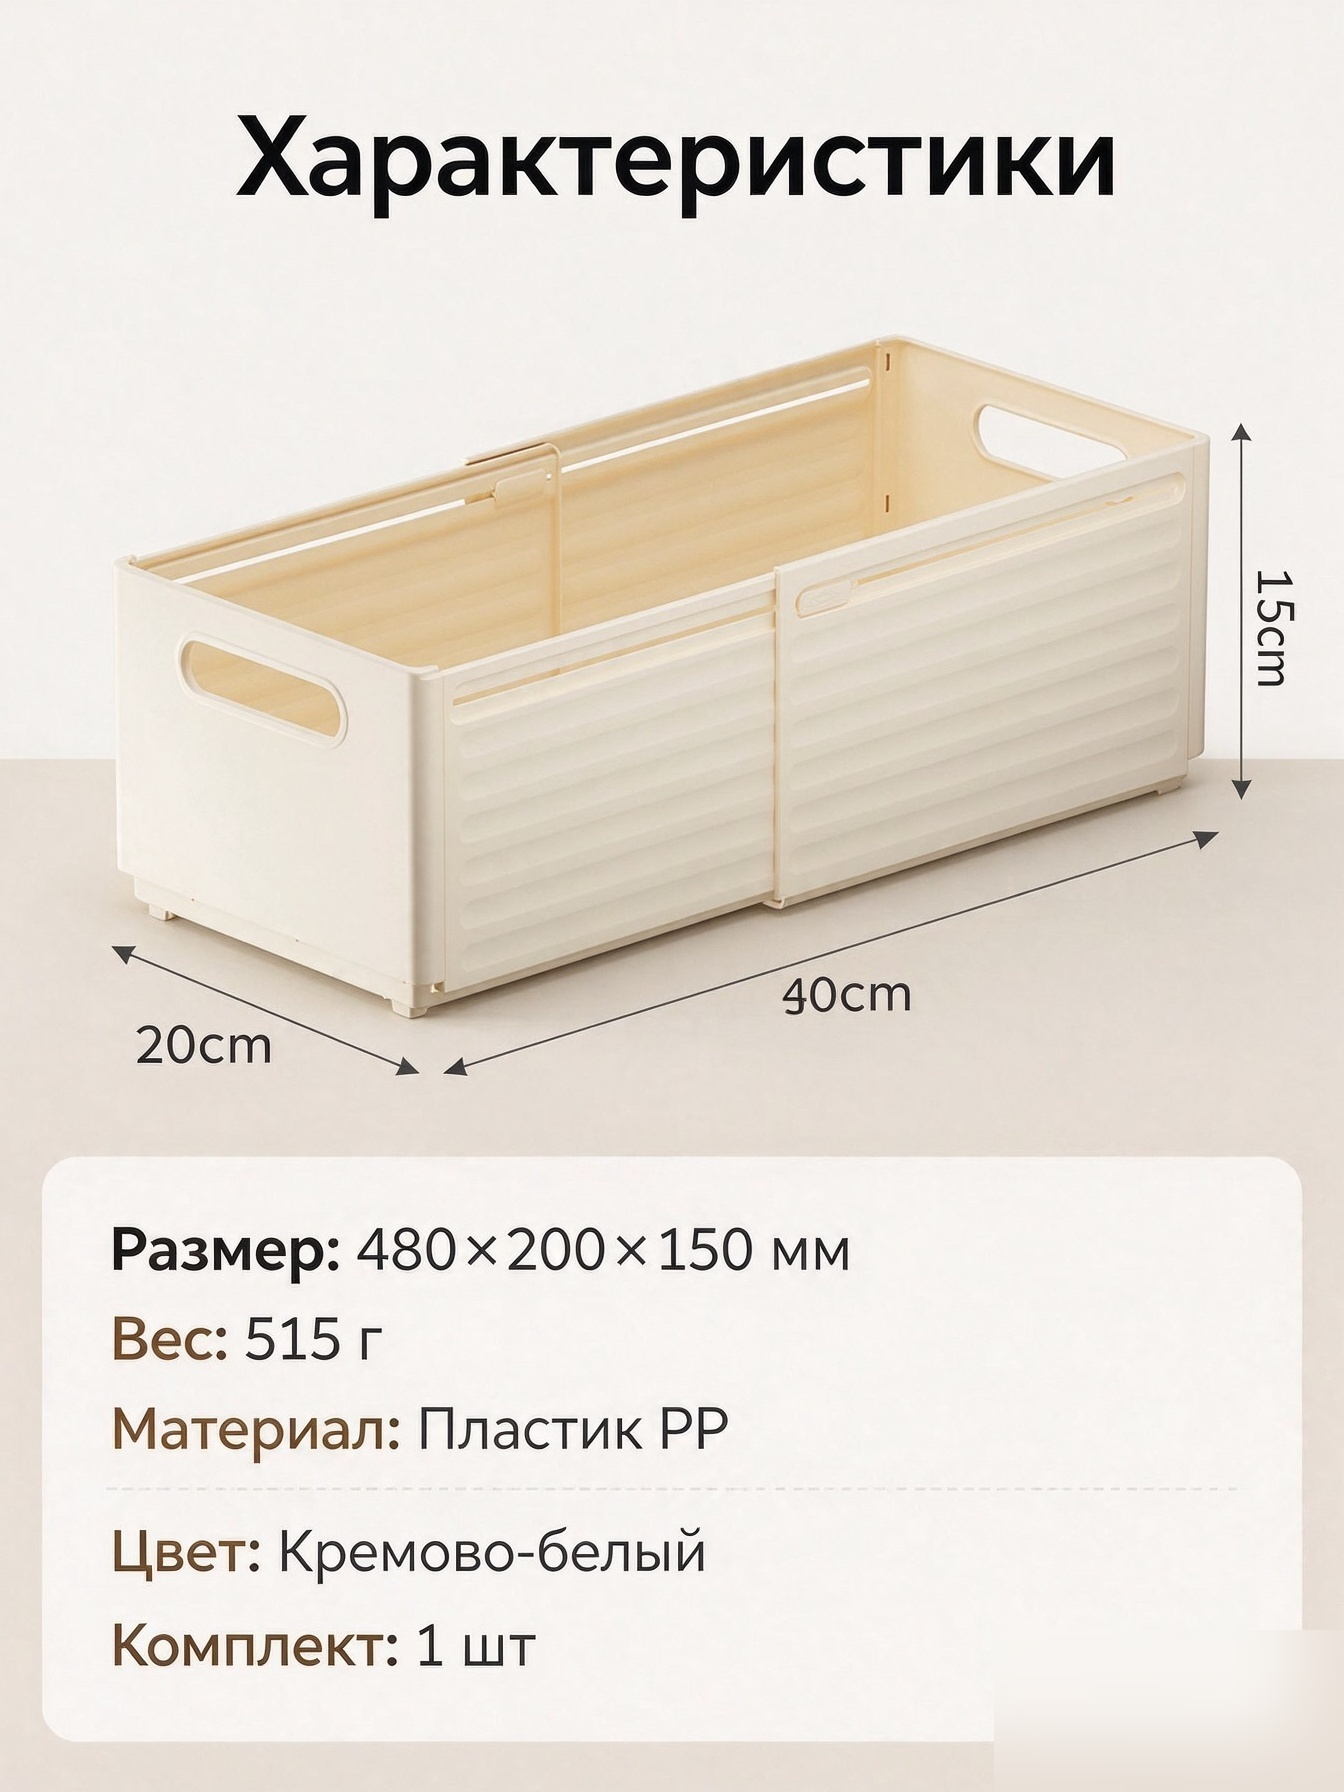 Характеристики
15cm
40cm
20cm
Размер: 480×200×150 мм
Вес: 515 г
Материал: Пластик PP
Цвет: Кремово-белый
Комплект: 1 шт